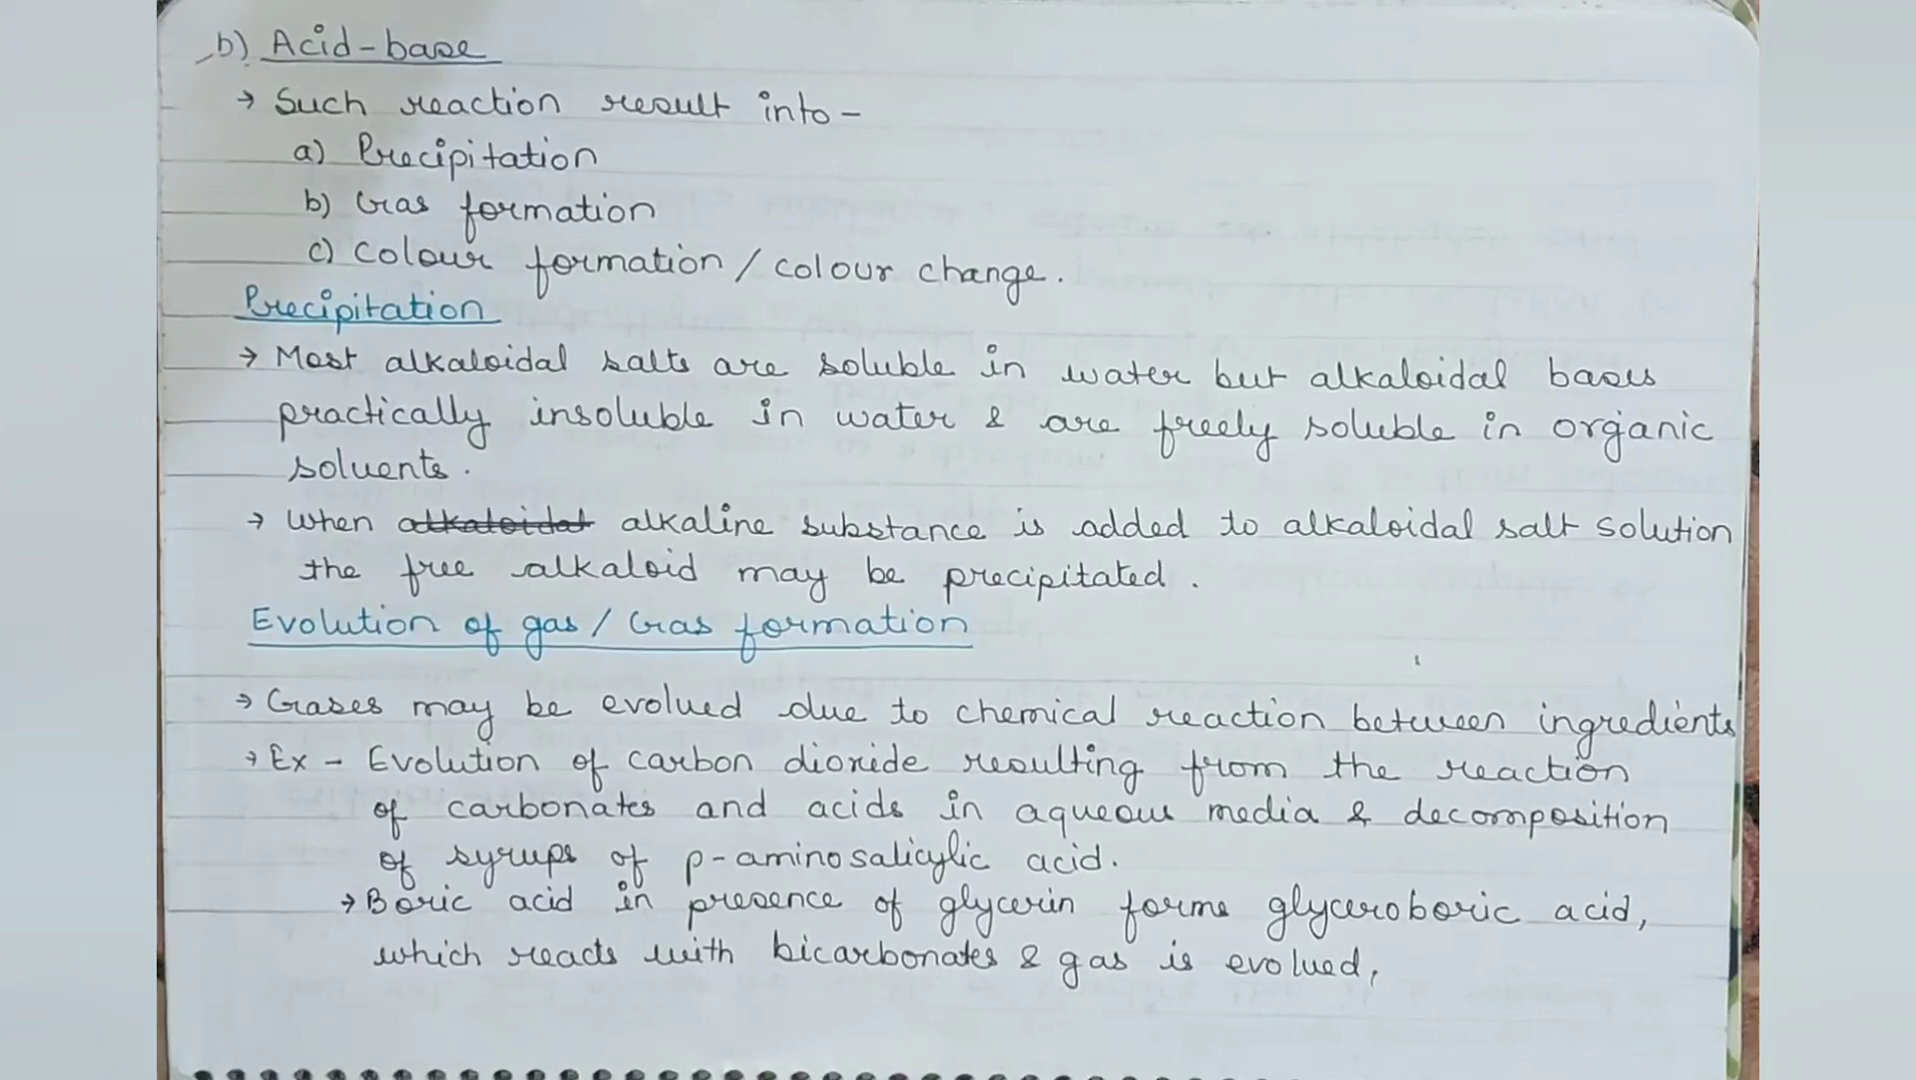 b) Acid-base
→ Such reaction result into-
a) Precipitation
b) Gas formation
c) Colour formation / colour change.
Precipitation
→ Most alkaloidal salts are soluble in water but alkaloidal bases
practically insoluble in water & are freely soluble in organic
solvents.
→ When alkaloidal alkaline substance is added to alkaloidal salt solution
the free alkaloid may be precipitated.
Evolution of gas / Gas formation
→ Gases may be evolved due to chemical reaction between ingredients
→ Ex - Evolution of carbon dioxide resulting from the reaction
of carbonates and acids in aqueous media & decomposition
of syrups of p-aminosalicylic acid.
→ Boric acid in presence of glycerin forms glyceroboric acid,
which reacts with bicarbonates & gas is evolved,